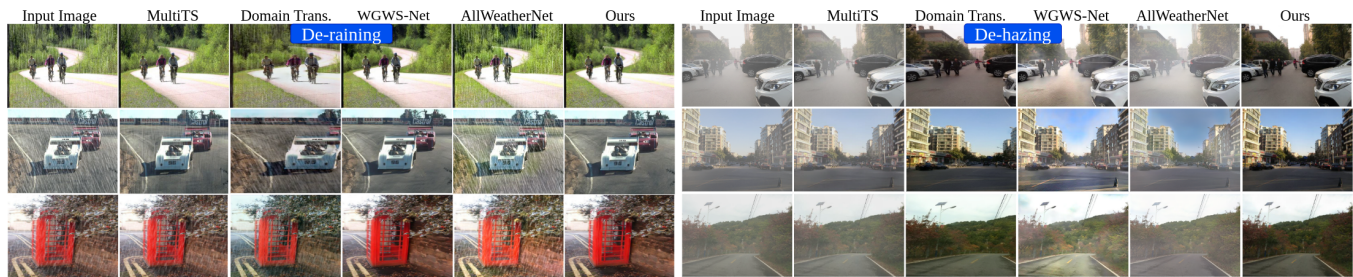 Input Image MultiTS Domain Trans. WGWS-Net AllWeatherNet Ours
De-raining
Input Image MultiTS Domain Trans. WGWS-Net AllWeatherNet Ours
De-hazing